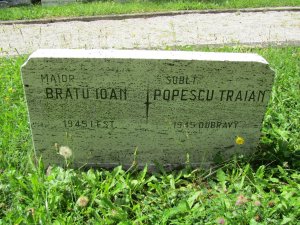 MAIOR
BRATU IOAN
1945 LEST
SUBLT
POPESCU TRAIAN
1945 DUBRAVY